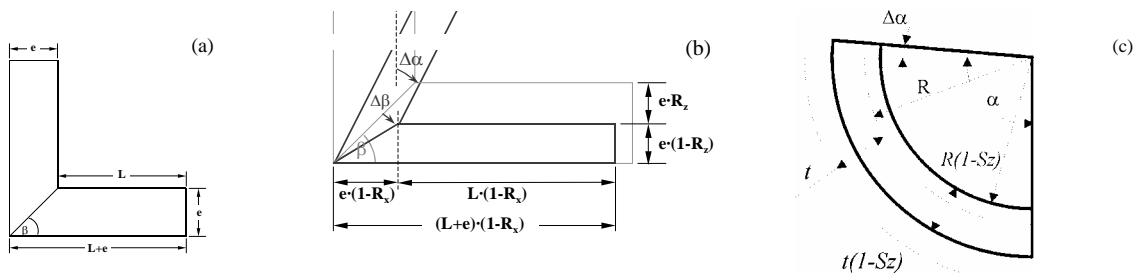 e
(a)
L
e
β
L+e
Δα
(b)
Δβ
β
e·R_z
e·(1-R_z)
e·(1-R_x)
L·(1-R_x)
(L+e)·(1-R_x)
Δα
(c)
R
α
R(1-Sz)
t
t(1-Sz)